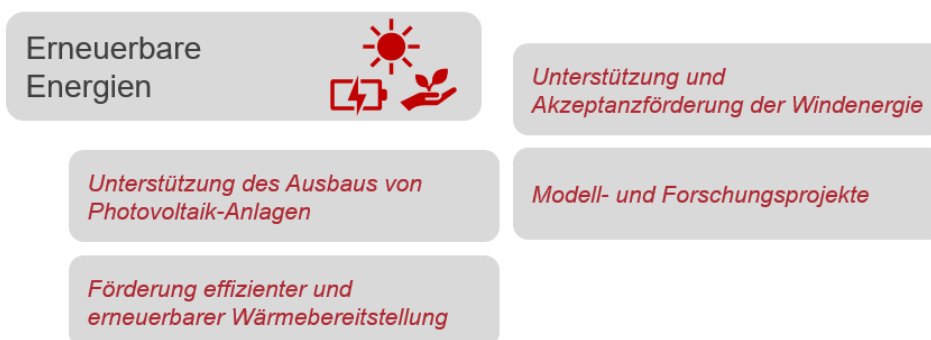 Erneuerbare
Energien
Unterstützung des Ausbaus von
Photovoltaik-Anlagen
Förderung effizienter und
erneuerbarer Wärmebereitstellung
Unterstützung und
Akzeptanzförderung der Windenergie
Modell- und Forschungsprojekte